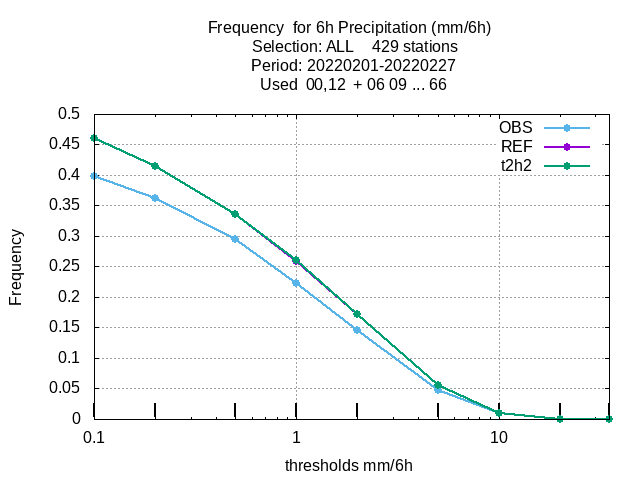 Frequency  for 6h Precipitation (mm/6h)
Selection: ALL    429 stations
Period: 20220201-20220227
Used  00,12  + 06 09 ... 66
OBS
REF
t2h2
Frequency
0.5
0.45
0.4
0.35
0.3
0.25
0.2
0.15
0.1
0.05
0
0.1 1 10
thresholds mm/6h